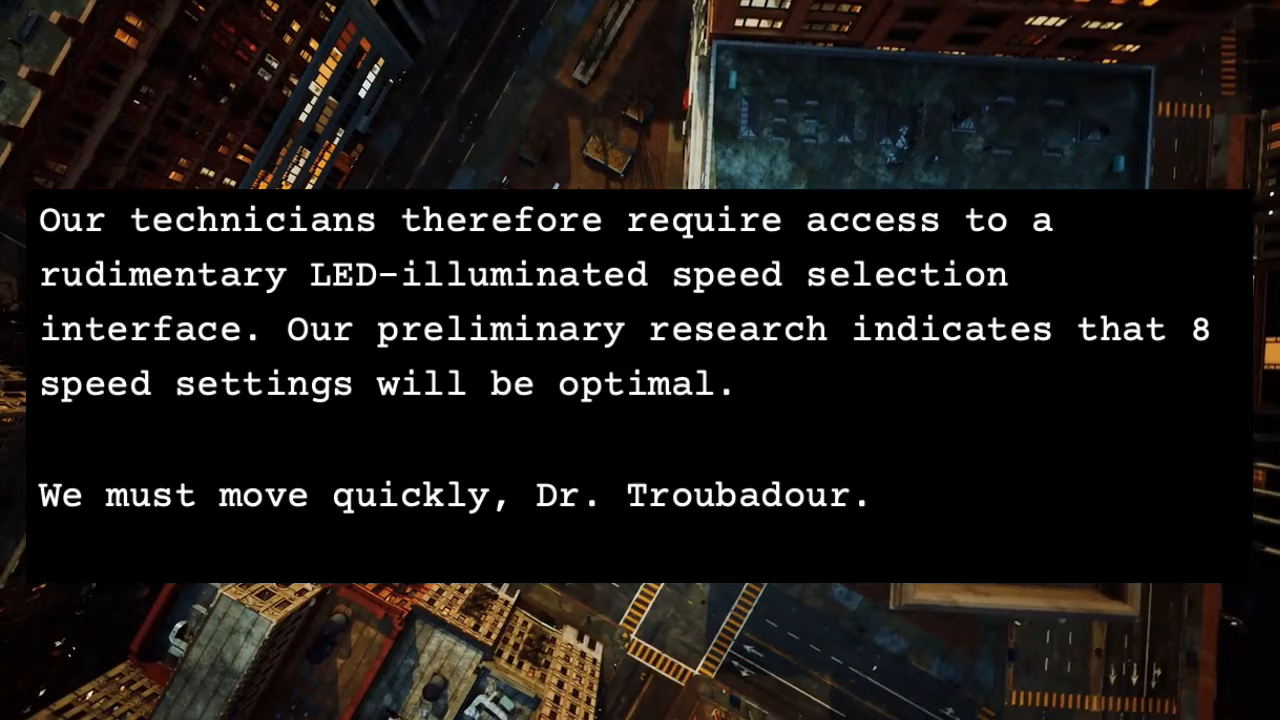 Our technicians therefore require access to a
rudimentary LED-illuminated speed selection
interface. Our preliminary research indicates that 8
speed settings will be optimal.
We must move quickly, Dr. Troubadour.